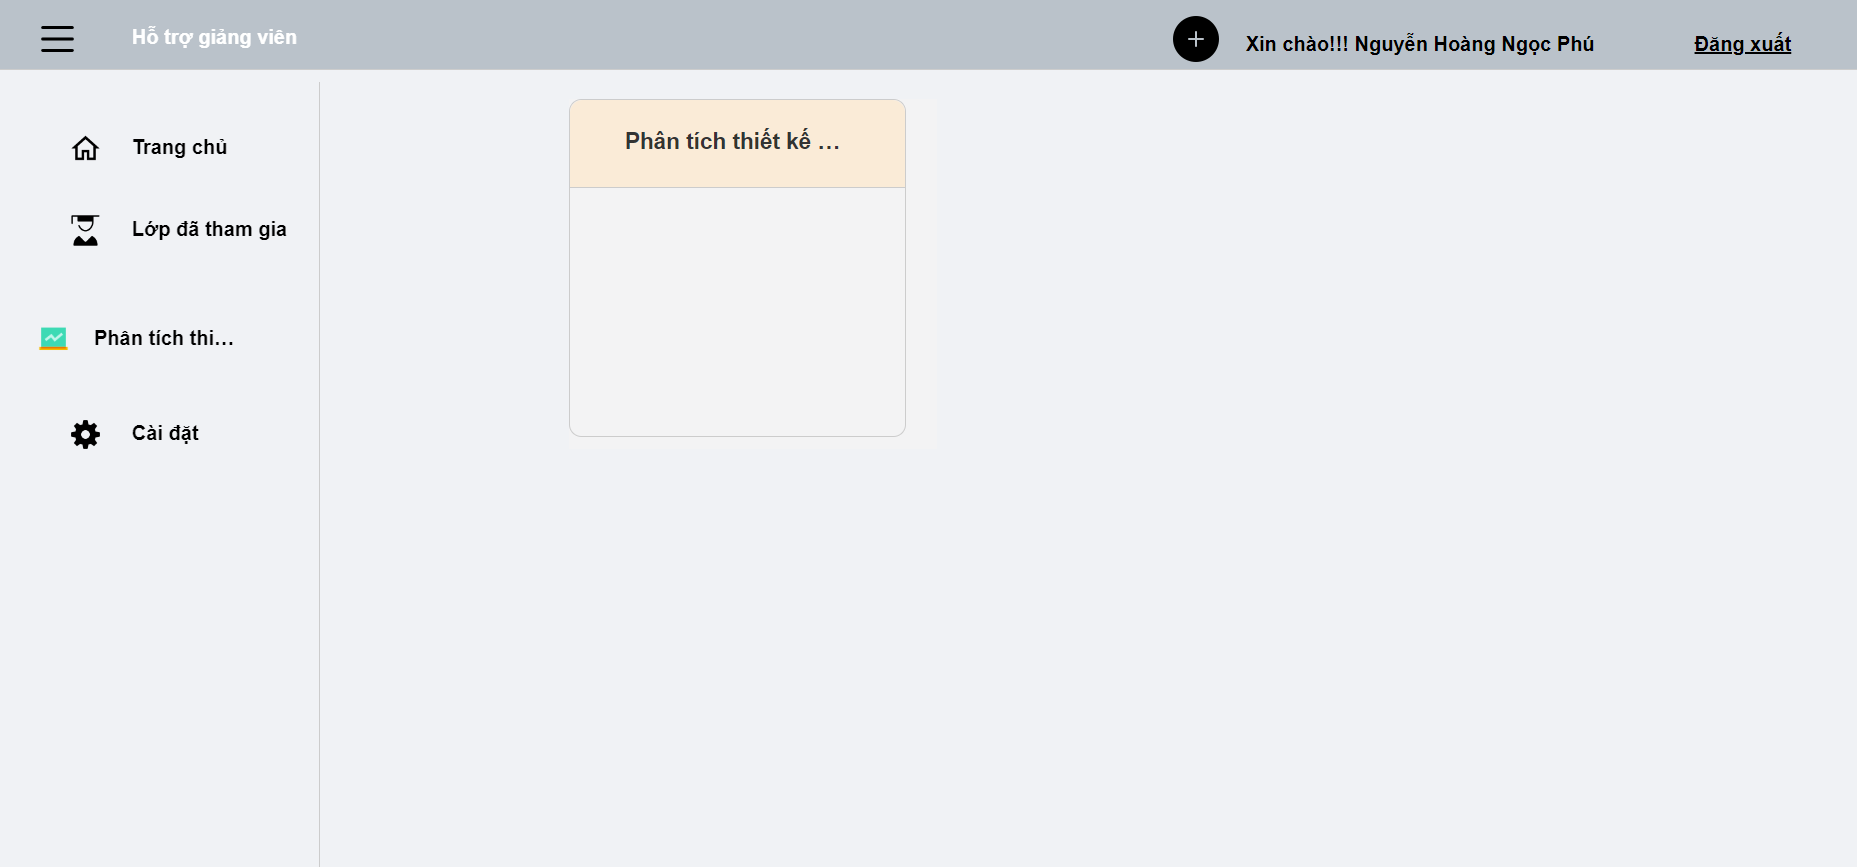 Hỗ trợ giảng viên
Xin chào!!! Nguyễn Hoàng Ngọc Phú
Đăng xuất
Trang chủ
Lớp đã tham gia
Phân tích thi...
Cài đặt
Phân tích thiết kế ...